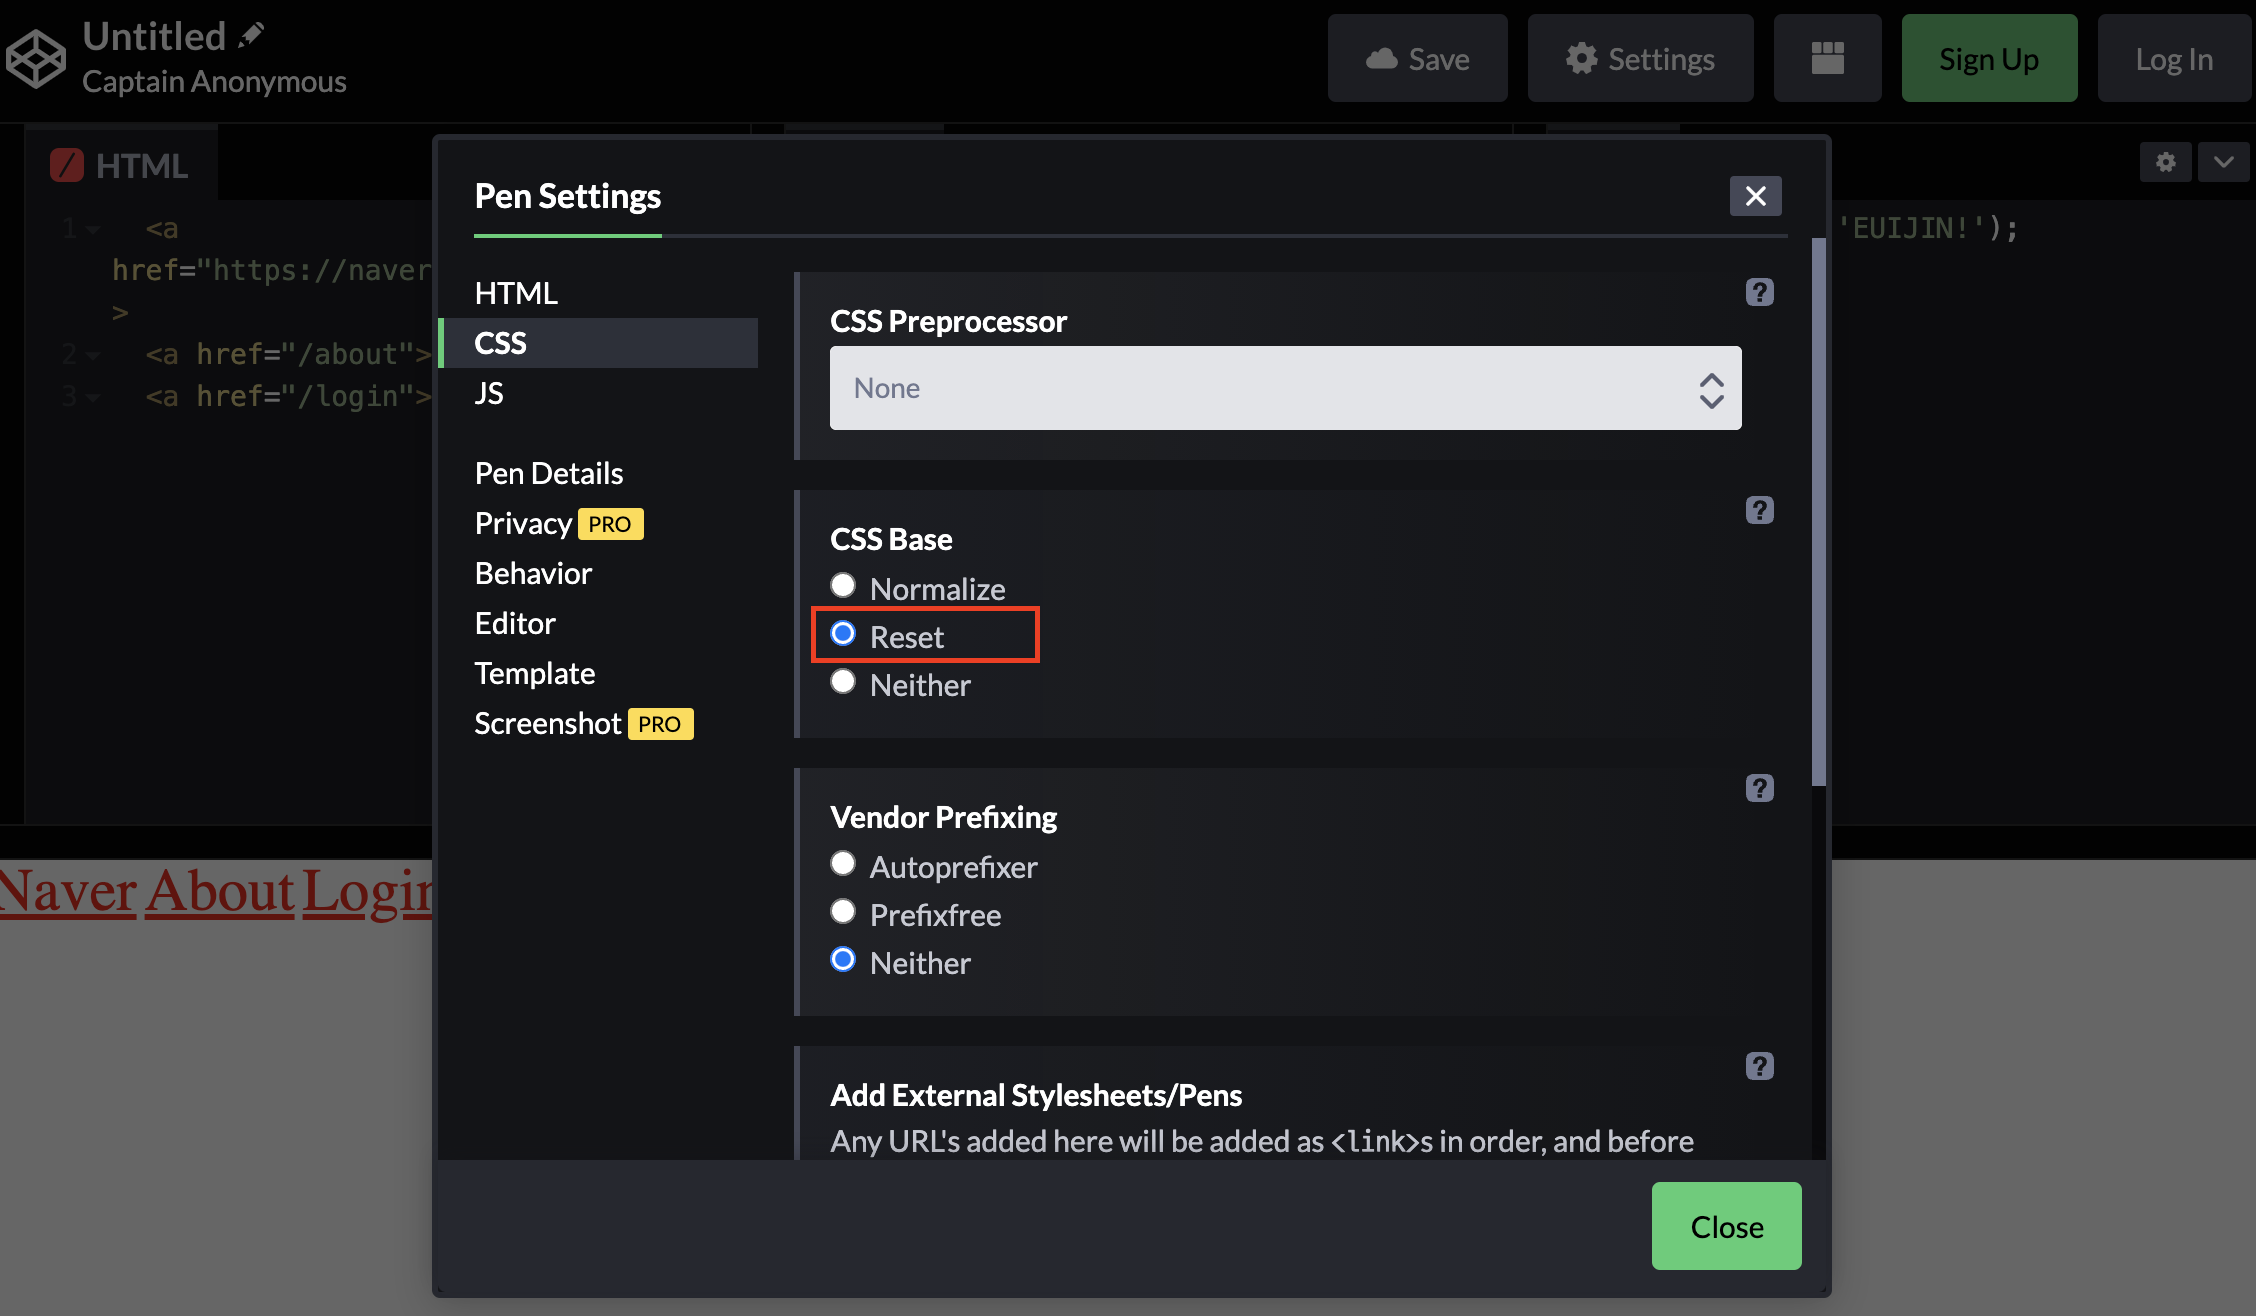 Untitled
Captain Anonymous
Save
Settings
Sign Up
Log In
HTML
1 <a
href="https://naver
>
2 <a href="/about">
3 <a href="/login">
'EUIJIN!');
Pen Settings
HTML
CSS
JS
Pen Details
Privacy PRO
Behavior
Editor
Template
Screenshot PRO
CSS Preprocessor
None
?
CSS Base
?
Normalize
Reset
Neither
Vendor Prefixing
?
Autoprefixer
Prefixfree
Neither
Add External Stylesheets/Pens
?
Any URL's added here will be added as <link>s in order, and before
Close
Naver About Login